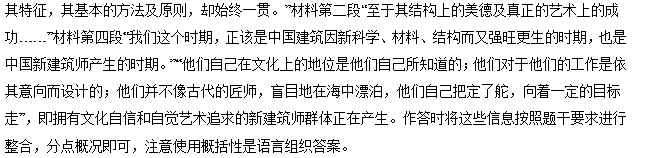 其特征，其基本的方法及原则，却始终一贯。”材料第二段“至于其结构上的美德及真正的艺术上的成
功……”材料第四段“我们这个时期，正该是中国建筑因新科学、材料、结构而又强旺更生的时期，也是
中国新建筑师产生的时期。”“他们自己在文化上的地位是他们自己所知道的；他们对于他们的工作是依
其意向而设计的；他们并不像古代的匠师，盲目地在海中漂泊，他们自己把定了舵，向着一定的目标
走”，即拥有文化自信和自觉艺术追求的新建筑师群体正在产生。作答时将这些信息按照题干要求进行
整合，分点概况即可，注意使用概括性是语言组织答案。